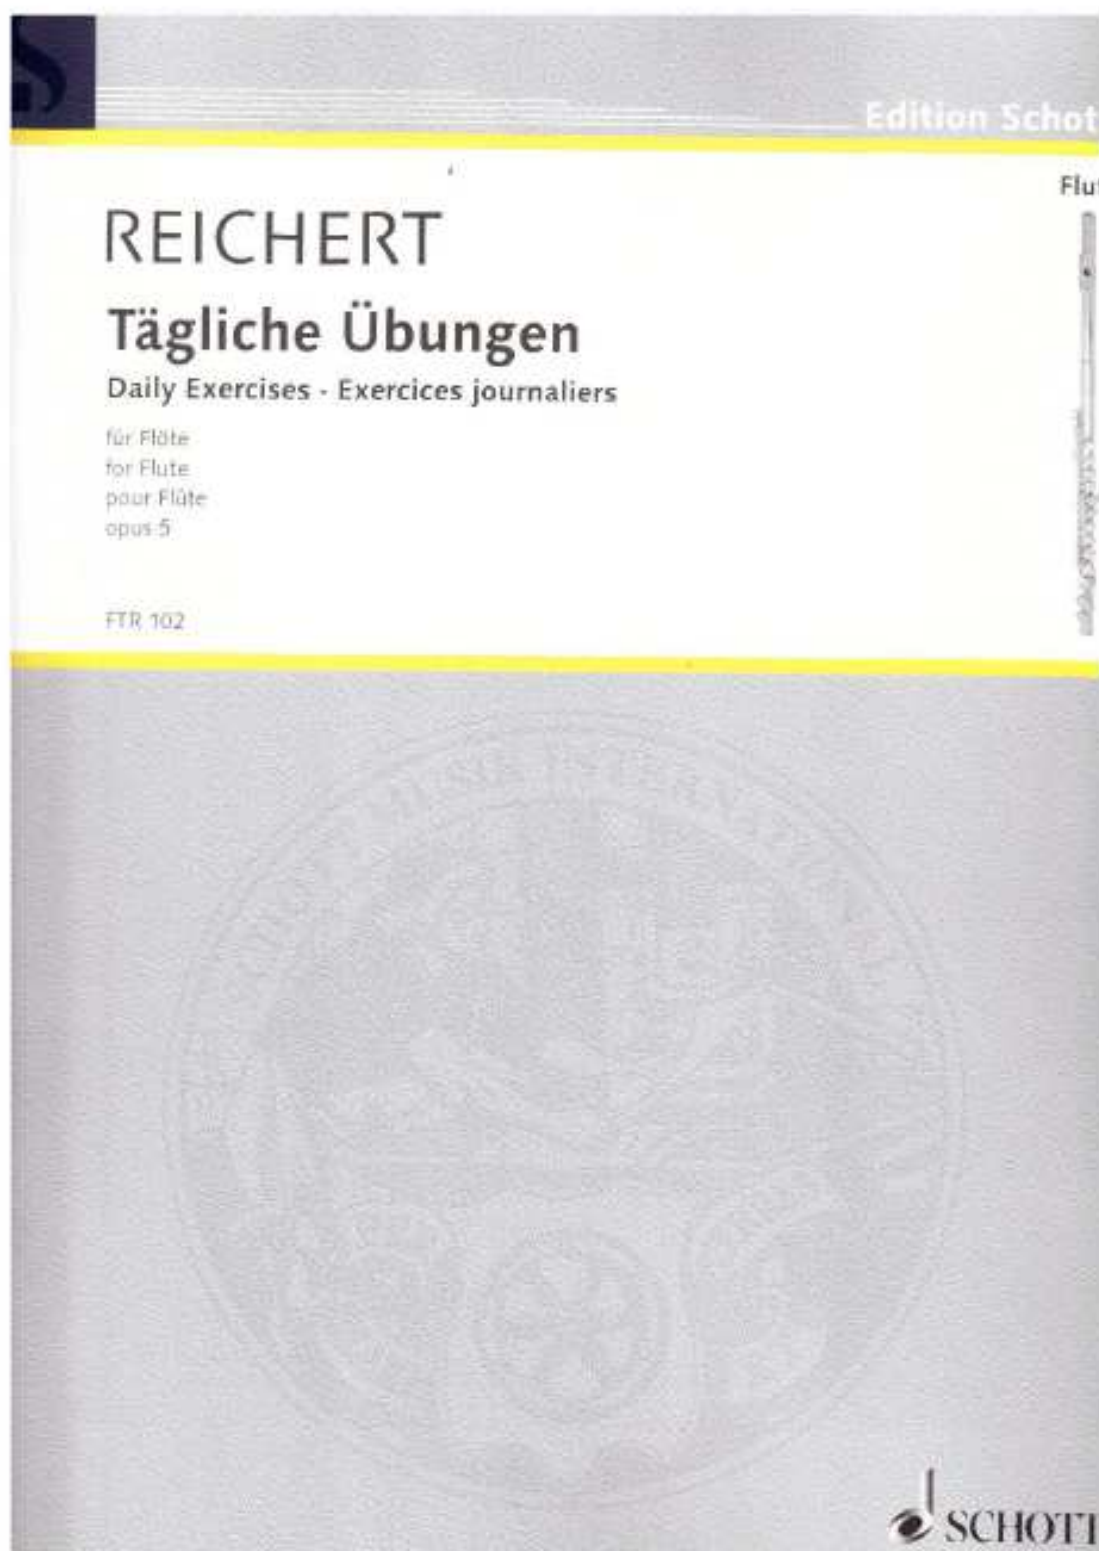 Edition Schot
Flu
REICHERT
Tägliche Übungen
Daily Exercises - Exercices journaliers
für Flöte
for Flute
pour Flûte
opus 5
FTR 102
SCHOTT